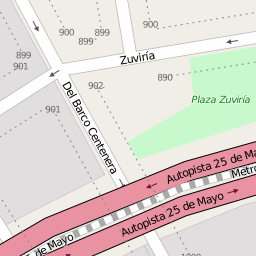 900
900
899
899
Zuviría
901
902
890
Plaza Zuviría
901
Del Barco Centenera
Autopista 25 de Ma
Metro
Autopista 25 de Mayo
5 de Mayo